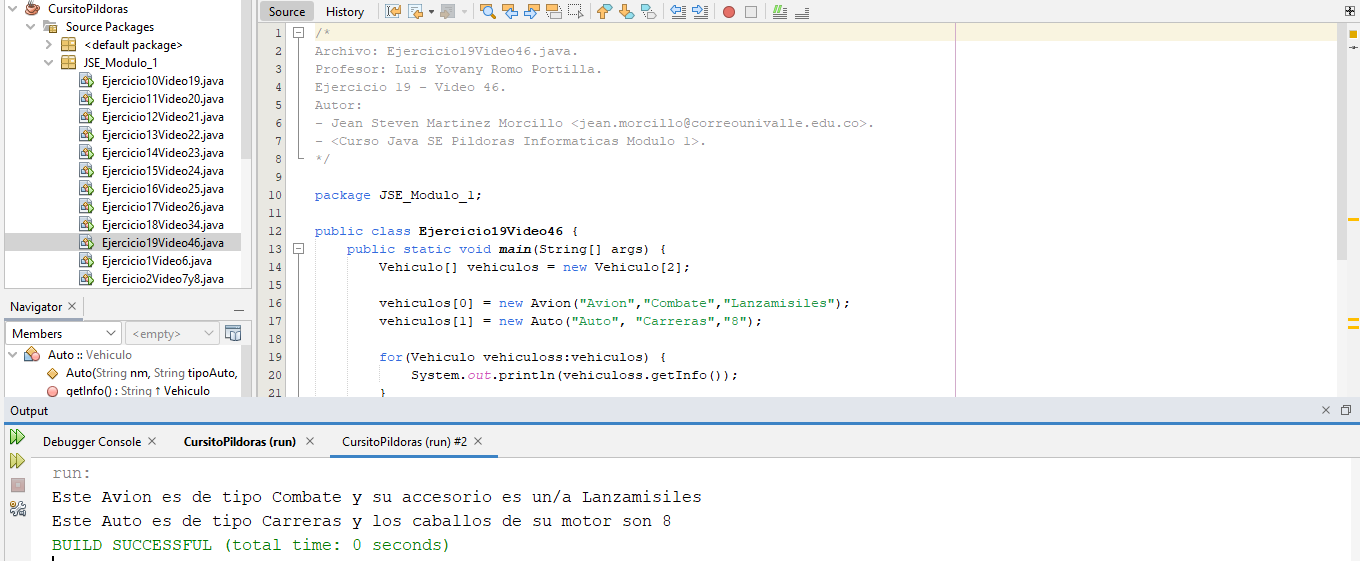 CursitoPildoras
Source Packages
<default package>
JSE_Modulo_1
Ejercicio10Video19.java
Ejercicio11Video20.java
Ejercicio12Video21.java
Ejercicio13Video22.java
Ejercicio14Video23.java
Ejercicio15Video24.java
Ejercicio16Video25.java
Ejercicio17Video26.java
Ejercicio18Video34.java
Ejercicio19Video46.java
Ejercicio1Video6.java
Ejercicio2Video7y8.java
Navigator
Members <empty>
Auto :: Vehiculo
Auto(String nm, String tipoAuto,
getInfo() : String ↑ Vehiculo
Source History
1 /*
2 Archivo: Ejercicio19Video46.java.
3 Profesor: Luis Yovany Romo Portilla.
4 Ejercicio 19 - Video 46.
5 Autor:
6 - Jean Steven Martinez Morcillo <jean.morcillo@correounivalle.edu.co>.
7 - <Curso Java SE Pildoras Informaticas Modulo 1>.
8 */
9
10 package JSE_Modulo_1;
11
12 public class Ejercicio19Video46 {
13 public static void main(String[] args) {
14 Vehiculo[] vehiculos = new Vehiculo[2];
15
16 vehiculos[0] = new Avion("Avion","Combate","Lanzamisiles");
17 vehiculos[1] = new Auto("Auto", "Carreras","8");
18
19 for(Vehiculo vehiculoss:vehiculos) {
20 System.out.println(vehiculoss.getInfo());
21 }
Output
Debugger Console CursitoPildoras (run) CursitoPildoras (run) #2
run:
Este Avion es de tipo Combate y su accesorio es un/a Lanzamisiles
Este Auto es de tipo Carreras y los caballos de su motor son 8
BUILD SUCCESSFUL (total time: 0 seconds)